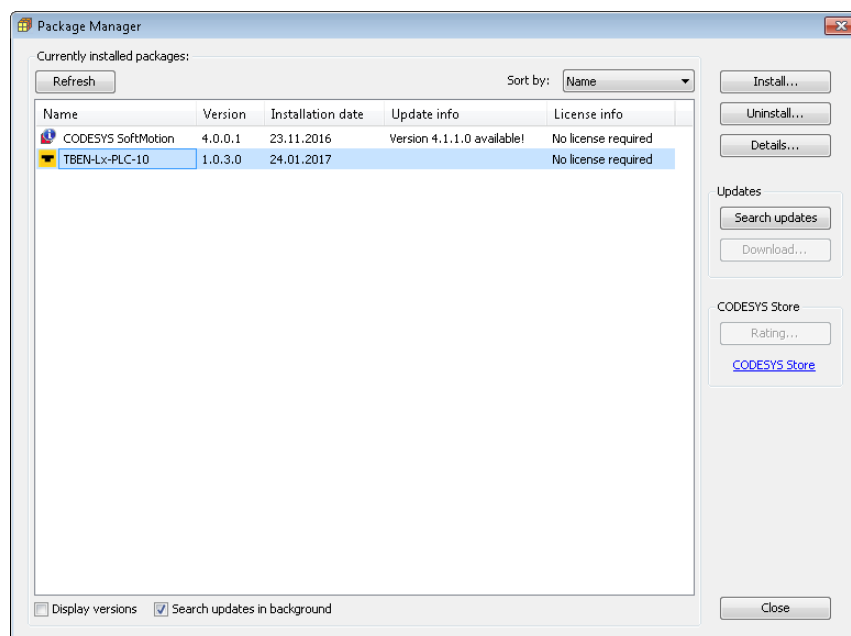 Package Manager
Currently installed packages:
Refresh
Sort by: Name
Install...
Name Version Installation date Update info License info
Uninstall...
CODESYS SoftMotion 4.0.0.1 23.11.2016 Version 4.1.1.0 available! No license required
Details...
TBEN-Lx-PLC-10 1.0.3.0 24.01.2017 No license required
Updates
Search updates
Download...
CODESYS Store
Rating...
CODESYS Store
Display versions Search updates in background
Close